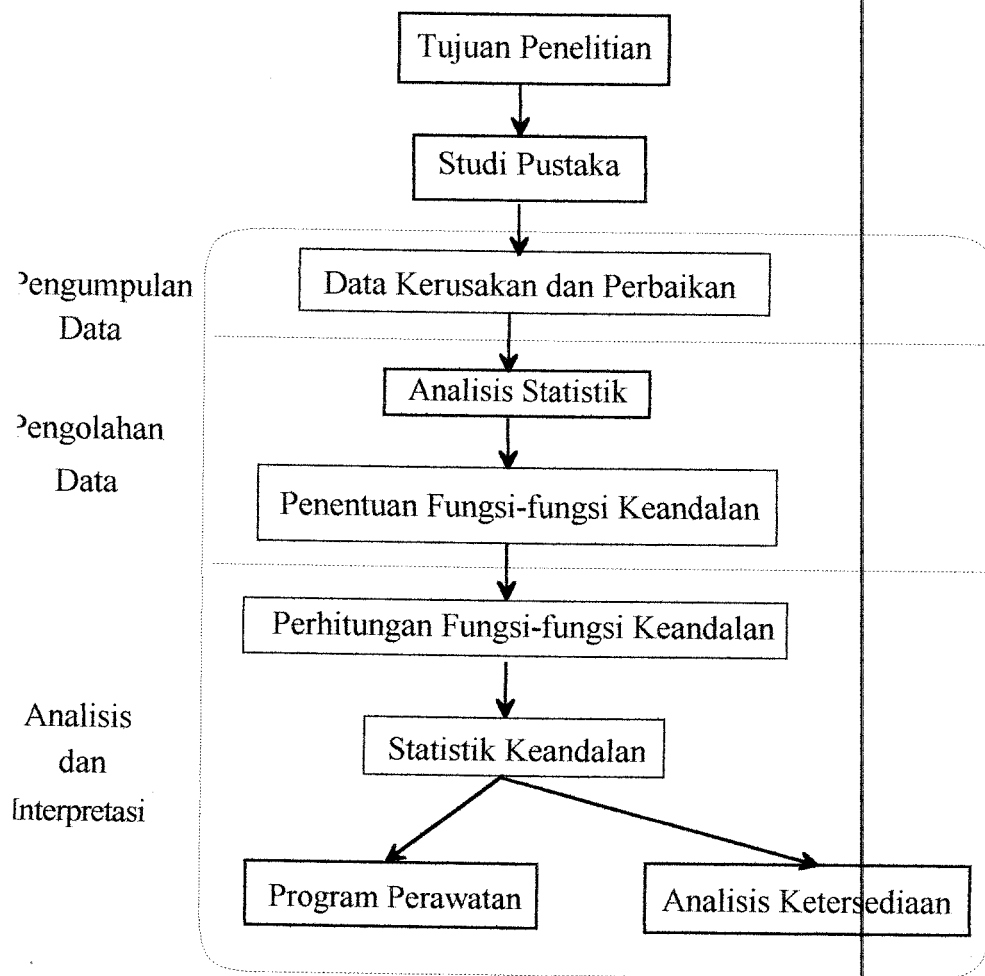 Tujuan Penelitian
Studi Pustaka
Pengumpulan
Data
Data Kerusakan dan Perbaikan
Pengolahan
Data
Analisis Statistik
Penentuan Fungsi-fungsi Keandalan
Perhitungan Fungsi-fungsi Keandalan
Analisis
dan
Interpretasi
Statistik Keandalan
Program Perawatan
Analisis Ketersediaan